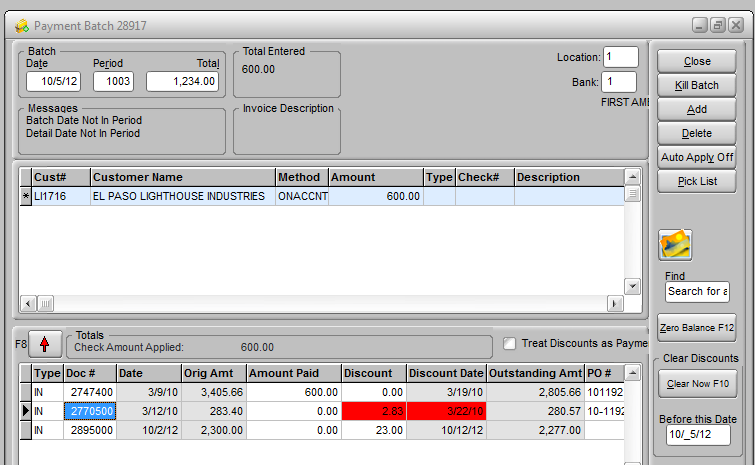 Payment Batch 28917
Batch
Date Period Total
10/5/12 1003 1,234.00
Total Entered
600.00
Location: 1
Bank: 1
FIRST AME
Messages
Batch Date Not In Period
Detail Date Not In Period
Invoice Description
Close
Kill Batch
Add
Delete
Auto Apply Off
Pick List
Cust# Customer Name Method Amount Type Check# Description
* LI1716 EL PASO LIGHTHOUSE INDUSTRIES ONACCNT 600.00
Find
Search for a
Zero Balance F12
Clear Discounts
Clear Now F10
Before this Date
10/_5/12
F8
Totals
Check Amount Applied: 600.00
Treat Discounts as Payme
Type Doc # Date Orig Amt Amount Paid Discount Discount Date Outstanding Amt PO #
IN 2747400 3/9/10 3,405.66 600.00 0.00 3/19/10 2,805.66 101192
IN 2770500 3/12/10 283.40 0.00 2.83 3/22/10 280.57 10-1192
IN 2895000 10/2/12 2,300.00 0.00 23.00 10/12/12 2,277.00